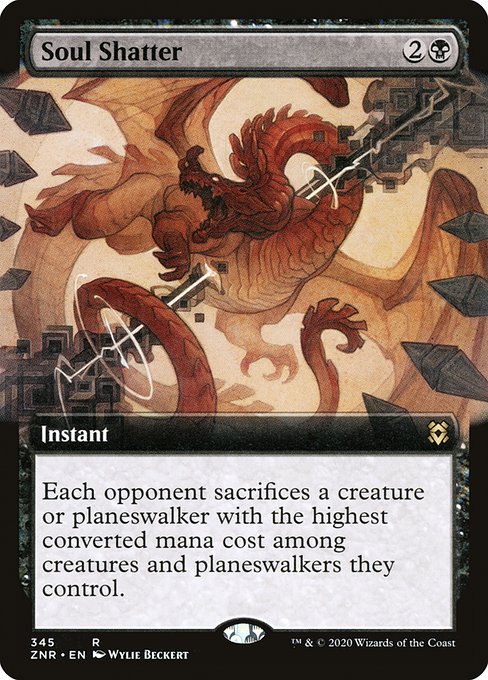 Soul Shatter 2
Instant
Each opponent sacrifices a creature
or planeswalker with the highest
converted mana cost among
creatures and planeswalkers they
control.
345 R
ZNR • EN Wylie Beckert
™ & © 2020 Wizards of the Coast